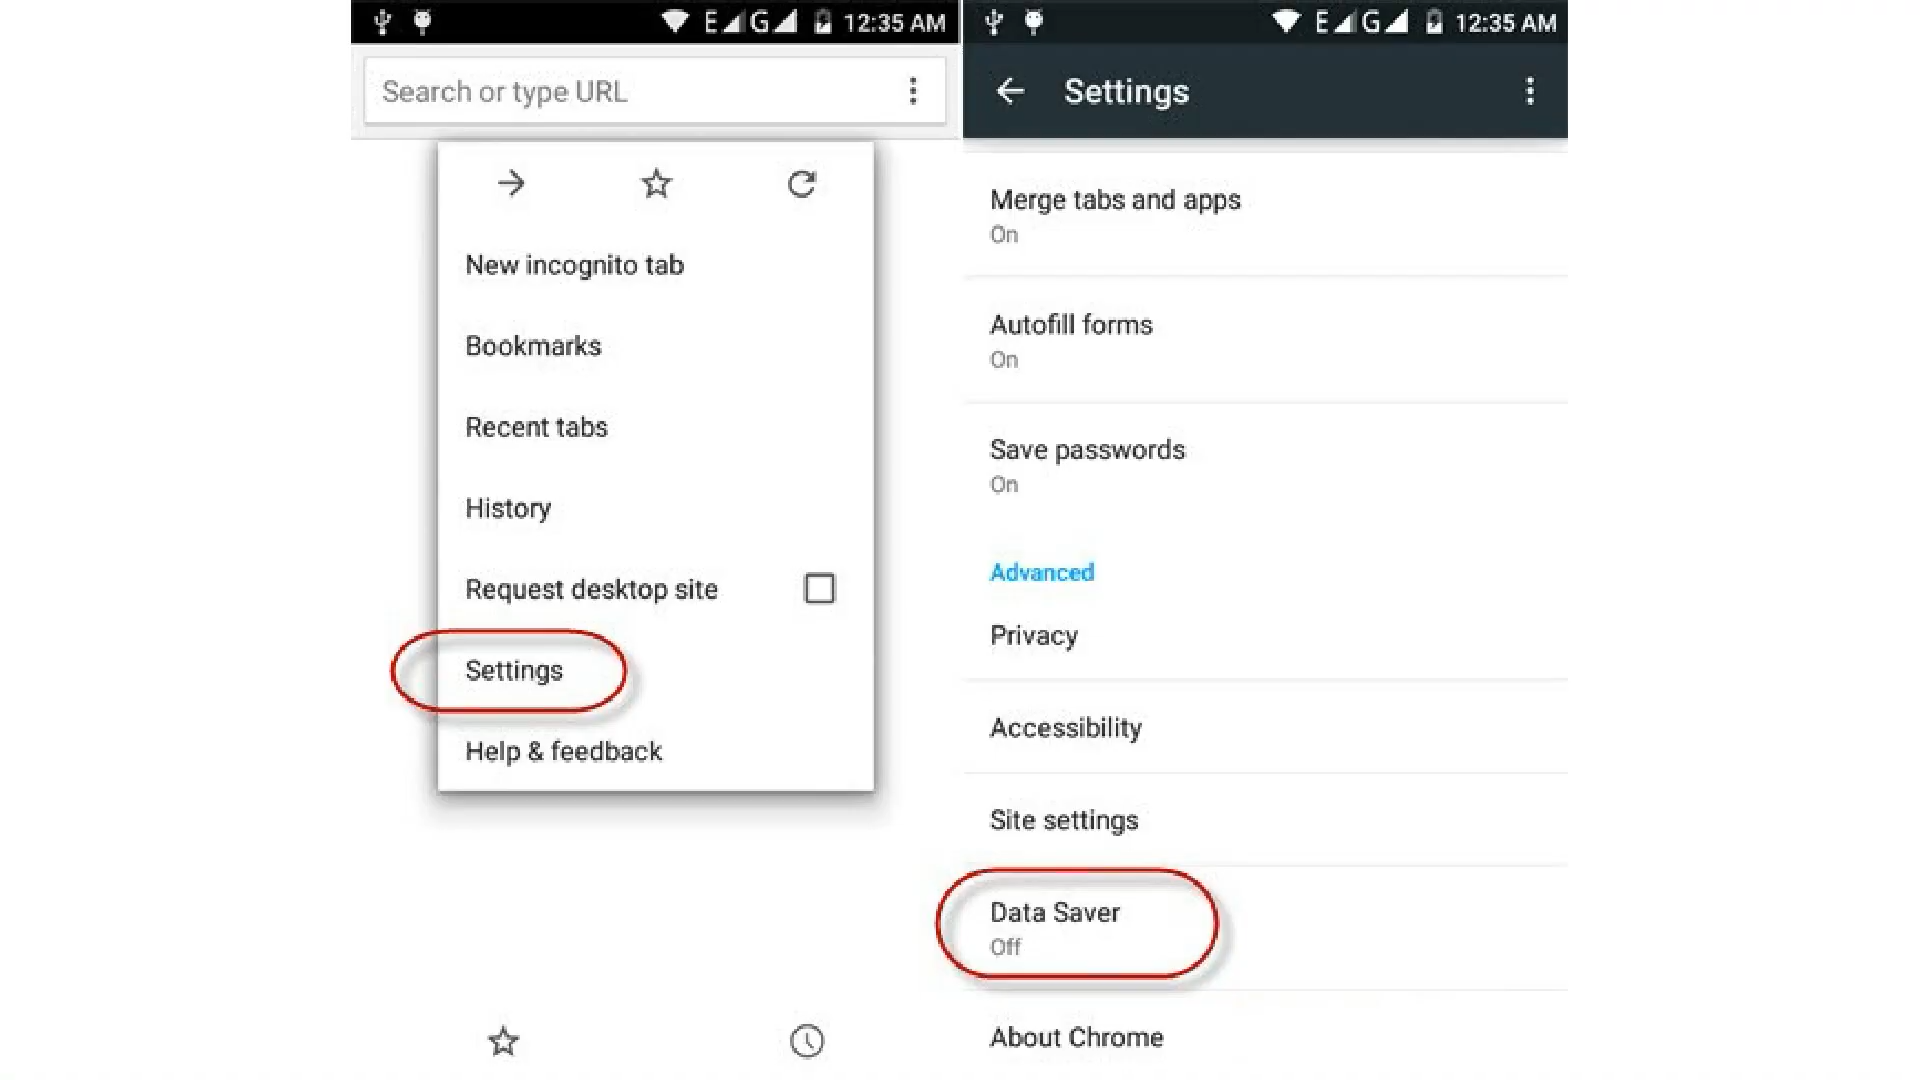 E G 12:35 AM
Search or type URL
New incognito tab
Bookmarks
Recent tabs
History
Request desktop site
Settings
Help & feedback
E G 12:35 AM
Settings
Merge tabs and apps
On
Autofill forms
On
Save passwords
On
Advanced
Privacy
Accessibility
Site settings
Data Saver
Off
About Chrome